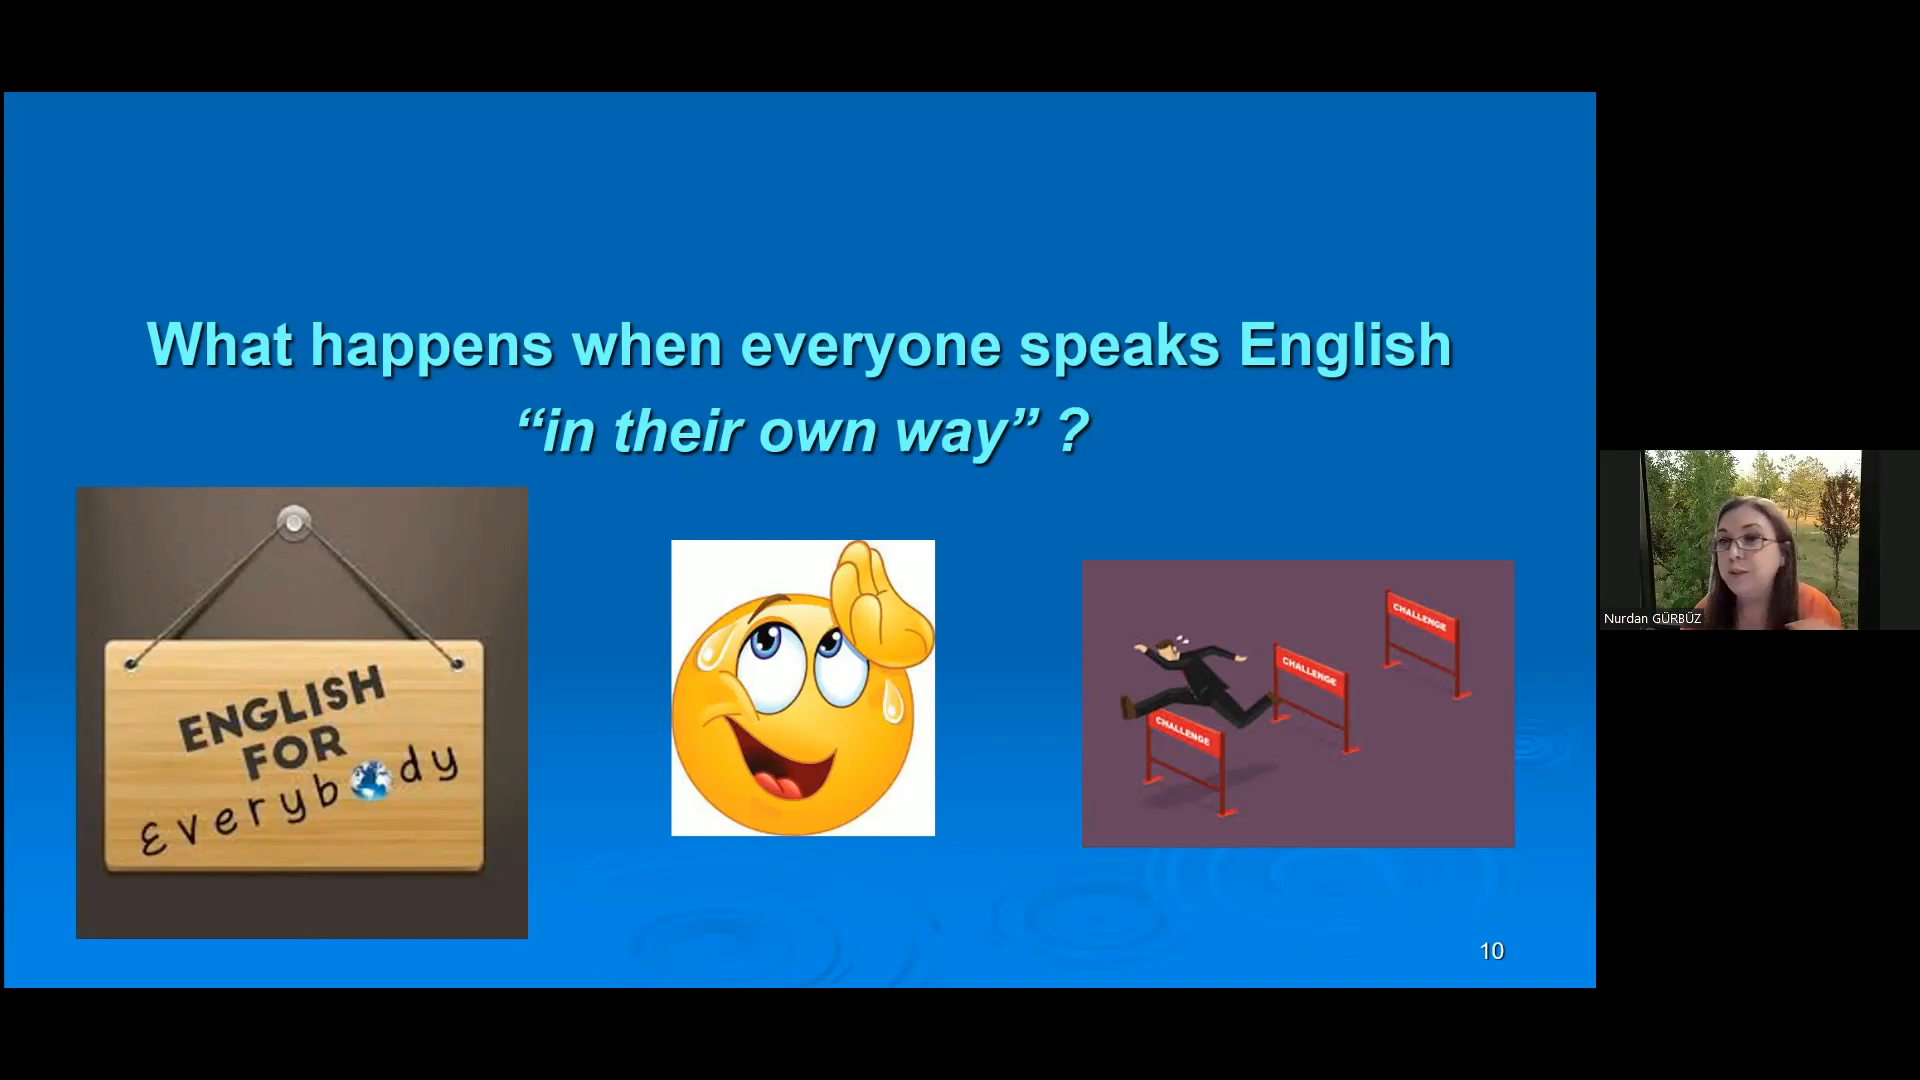 What happens when everyone speaks English
“in their own way” ?
ENGLISH
FOR
Everybody
CHALLENGE
CHALLENGE
CHALLENGE
10
Nurdan GÜRBÜZ